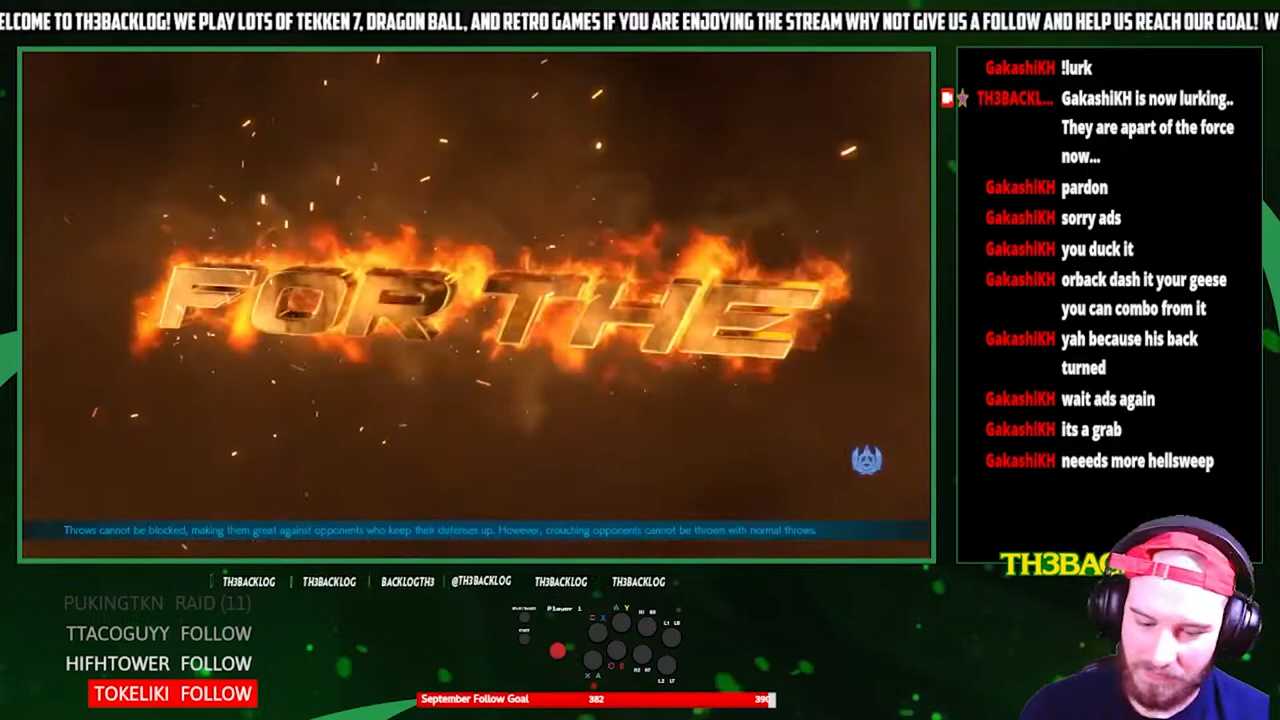 ELCOME TO TH3BACKLOG! WE PLAY LOTS OF TEKKEN 7, DRAGON BALL, AND RETRO GAMES IF YOU ARE ENJOYING THE STREAM WHY NOT GIVE US A FOLLOW AND HELP US REACH OUR GOAL! W
GakashiKH !lurk
TH3BACKL... GakashiKH is now lurking..
They are apart of the force
now...
GakashiKH pardon
GakashiKH sorry ads
GakashiKH you duck it
GakashiKH orback dash it your geese
you can combo from it
GakashiKH yah because his back
turned
GakashiKH wait ads again
GakashiKH its a grab
GakashiKH neeeds more hellsweep
FOR THE
Throws cannot be blocked, making them great against opponents who keep their defenses up. However, crouching opponents cannot be thrown with normal throws.
TH3BAC
TH3BACKLOG | TH3BACKLOG | BACKLOGTH3 @TH3BACKLOG TH3BACKLOG TH3BACKLOG
PUKINGTKN RAID (11)
TTACOGUYY FOLLOW
HIFHTOWER FOLLOW
TOKELIKI FOLLOW
Player 1
September Follow Goal 382 390